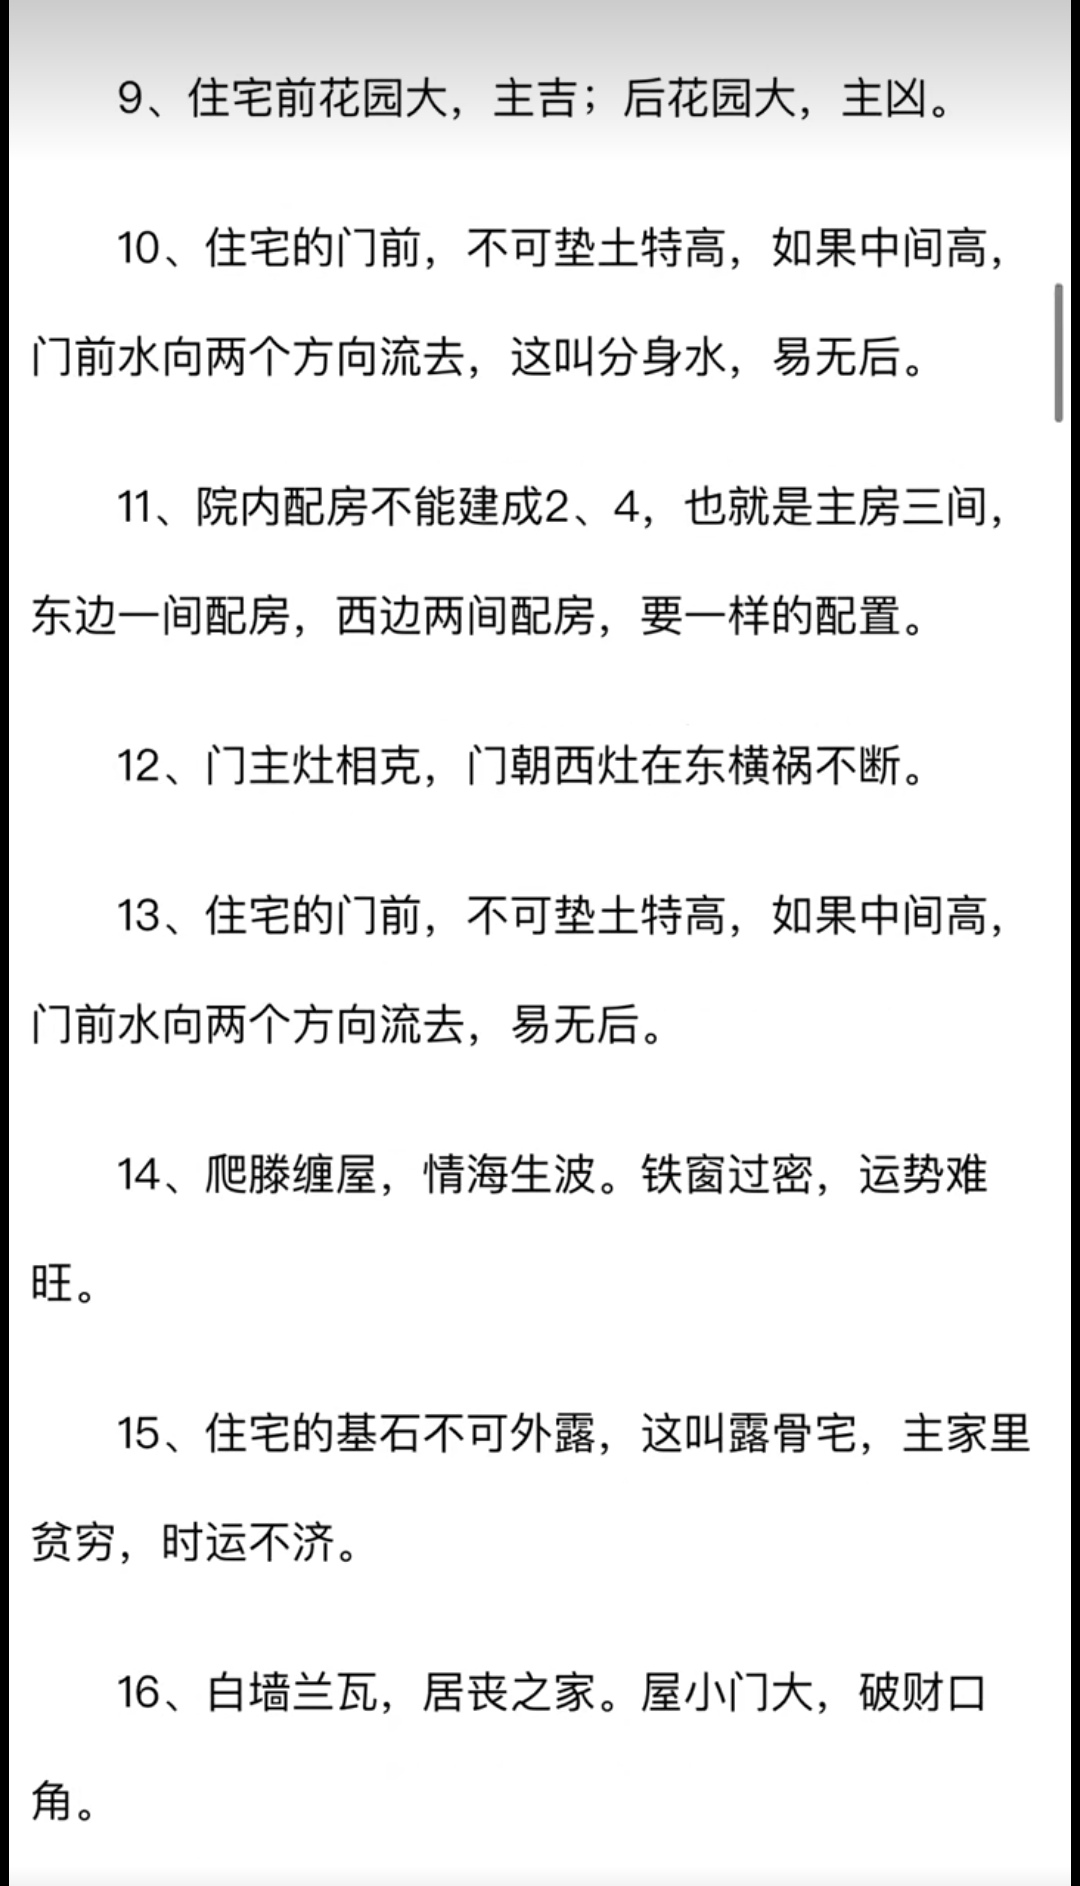 9、住宅前花园大，主吉；后花园大，主凶。
10、住宅的门前，不可垫土特高，如果中间高，
门前水向两个方向流去，这叫分身水，易无后。
11、院内配房不能建成2、4，也就是主房三间，
东边一间配房，西边两间配房，要一样的配置。
12、门主灶相克，门朝西灶在东横祸不断。
13、住宅的门前，不可垫土特高，如果中间高，
门前水向两个方向流去，易无后。
14、爬滕缠屋，情海生波。铁窗过密，运势难
旺。
15、住宅的基石不可外露，这叫露骨宅，主家里
贫穷，时运不济。
16、白墙兰瓦，居丧之家。屋小门大，破财口
角。